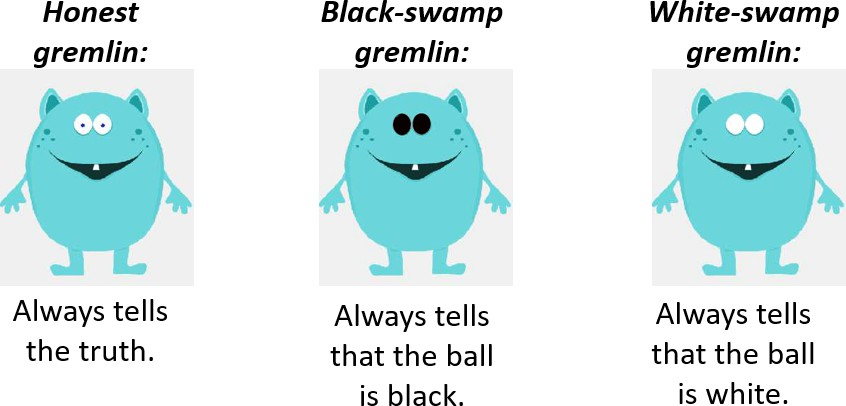 Honest
gremlin:
Always tells
the truth.
Black-swamp
gremlin:
Always tells
that the ball
is black.
White-swamp
gremlin:
Always tells
that the ball
is white.